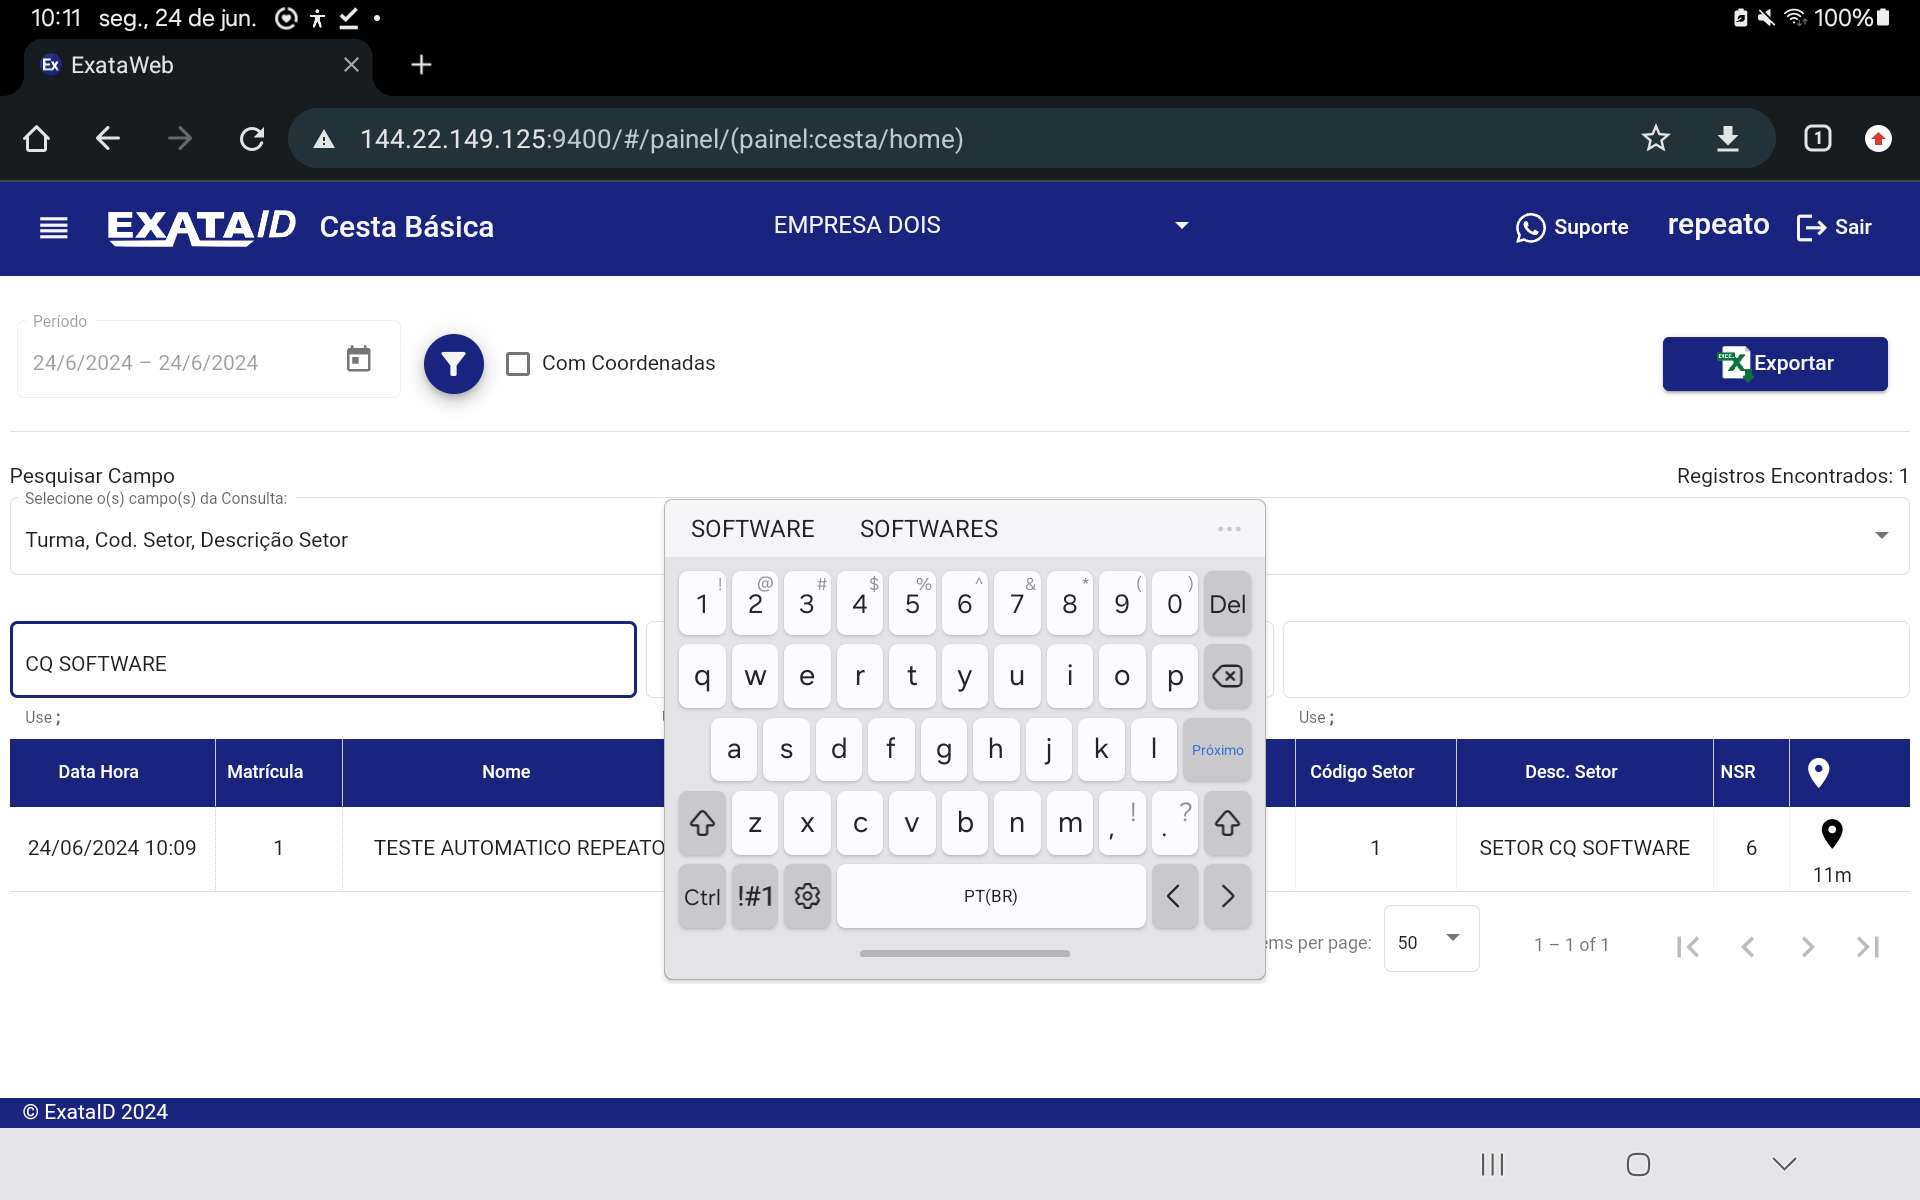 10:11 seg., 24 de jun. 100%
Ex ExataWeb
144.22.149.125:9400/#/painel/(painel:cesta/home) 1
EXATAID Cesta Básica EMPRESA DOIS Suporte repeato Sair
Período
24/6/2024 – 24/6/2024 Com Coordenadas Exportar
Pesquisar Campo Registros Encontrados: 1
Selecione o(s) campo(s) da Consulta:
Turma, Cod. Setor, Descrição Setor
SOFTWARE SOFTWARES ...
! @ # $ % ^ & * ( )
1 2 3 4 5 6 7 8 9 0 Del
CQ SOFTWARE
q w e r t y u i o p
Use ; Use ;
a s d f g h j k l Próximo
Data Hora Matrícula Nome Código Setor Desc. Setor NSR
z x c v b n m , ! . ?
24/06/2024 10:09 1 TESTE AUTOMATICO REPEATO 1 SETOR CQ SOFTWARE 6
11m
Ctrl !#1 PT(BR) < >
ems per page: 50 1 – 1 of 1
© ExataID 2024